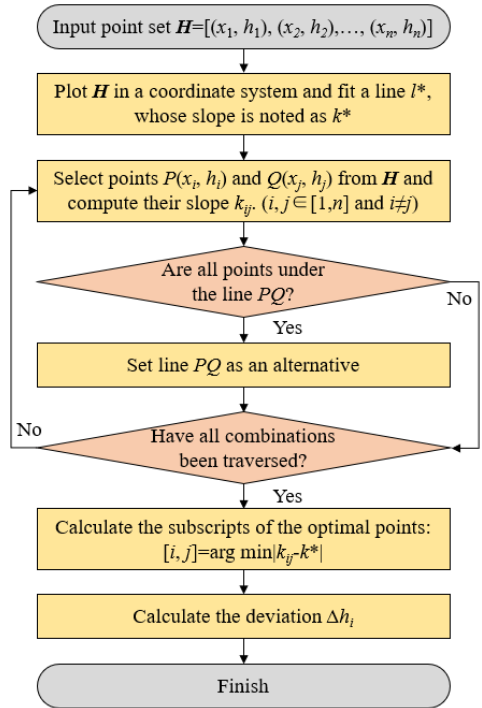 Input point set H=[(x₁, h₁), (x₂, h₂),…, (xₙ, hₙ)]
Plot H in a coordinate system and fit a line l*,
whose slope is noted as k*
Select points P(xᵢ, hᵢ) and Q(xⱼ, hⱼ) from H and
compute their slope kᵢⱼ. (i, j∈[1,n] and i≠j)
Are all points under
the line PQ?
No
Yes
Set line PQ as an alternative
No
Have all combinations
been traversed?
Yes
Calculate the subscripts of the optimal points:
[i, j]=arg min|kᵢⱼ-k*|
Calculate the deviation Δhᵢ
Finish